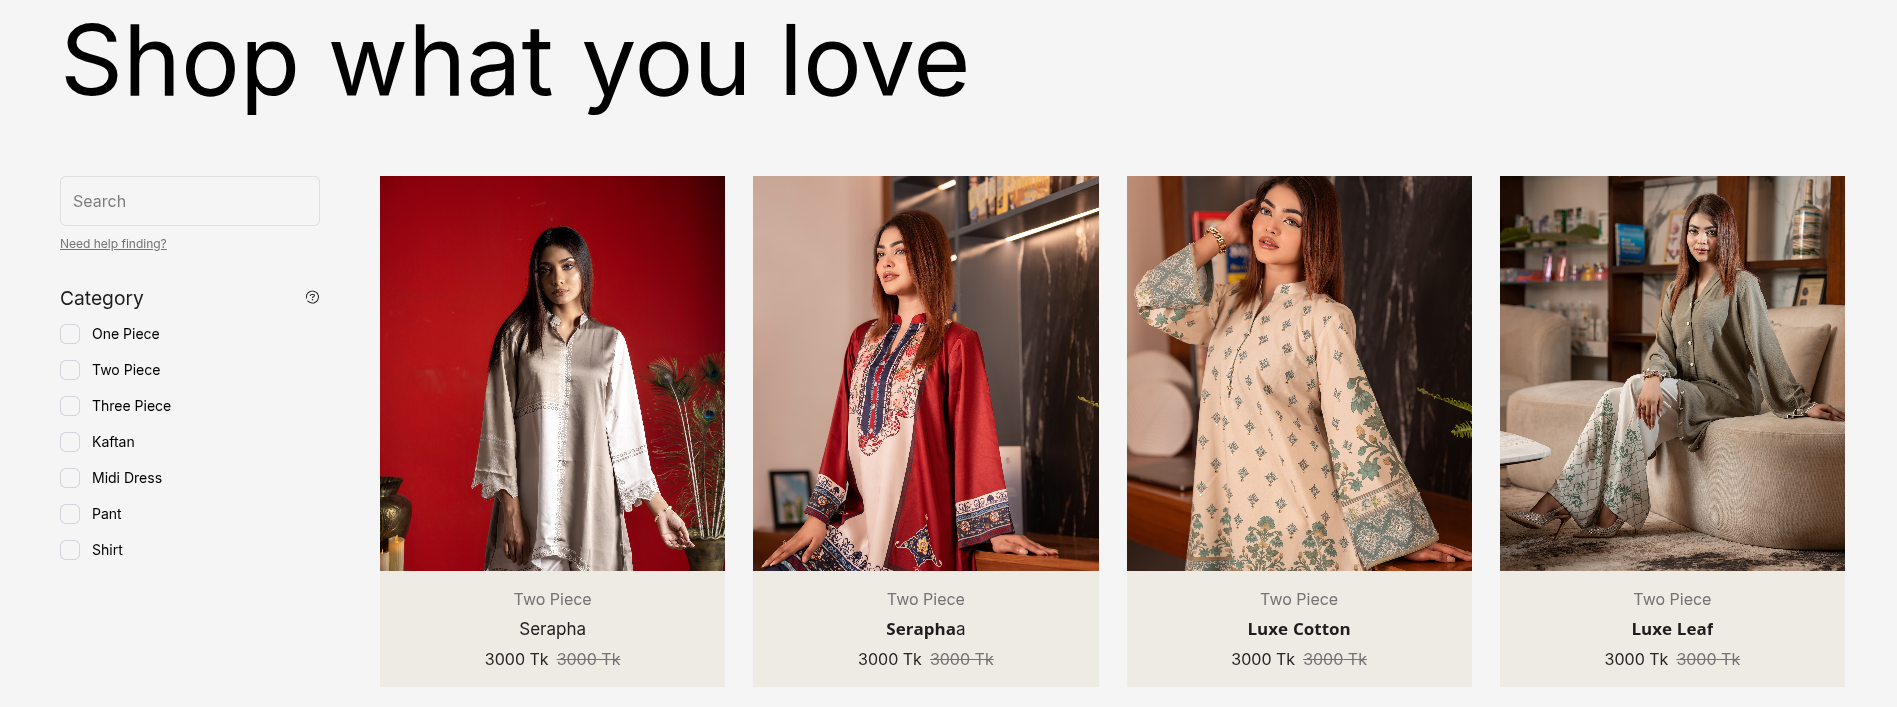 Shop what you love
Search
Need help finding?
Category
One Piece
Two Piece
Three Piece
Kaftan
Midi Dress
Pant
Shirt
Two Piece
Serapha
3000 Tk 3000 Tk
Two Piece
Seraphaa
3000 Tk 3000 Tk
Two Piece
Luxe Cotton
3000 Tk 3000 Tk
Two Piece
Luxe Leaf
3000 Tk 3000 Tk